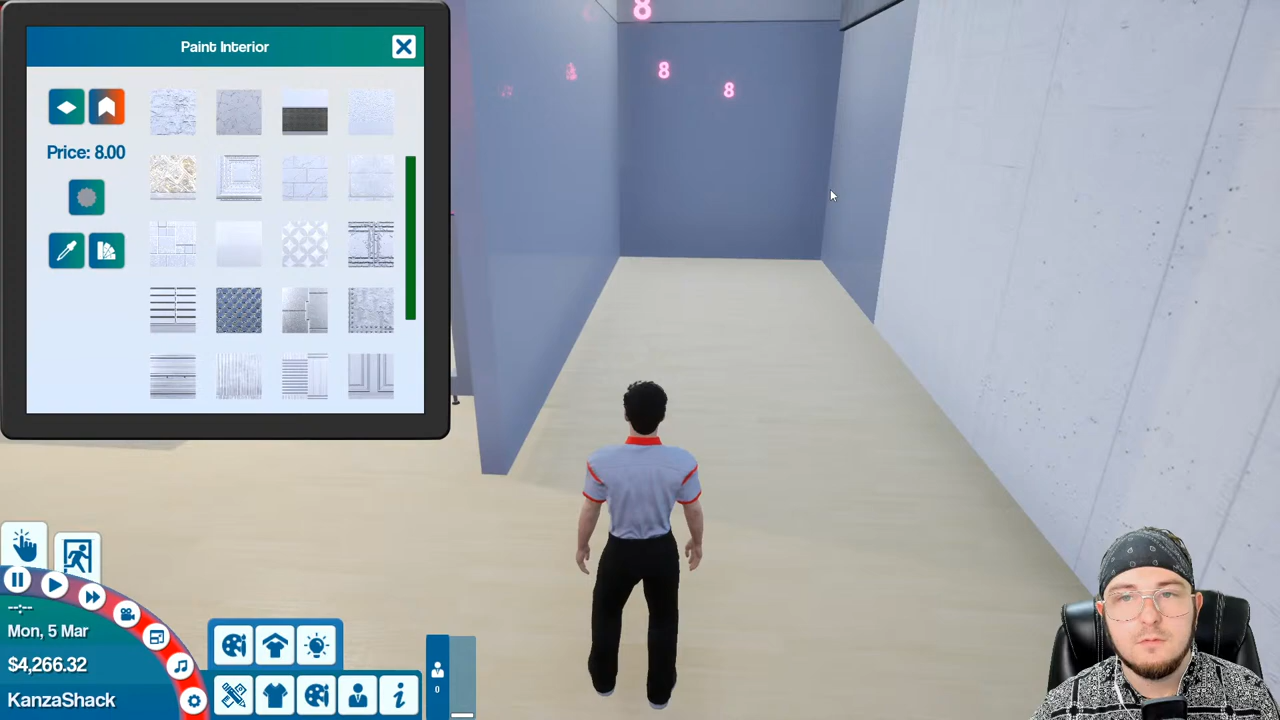 Paint Interior
Price: 8.00
8
8
8
8
--:--
Mon, 5 Mar
$4,266.32
KanzaShack
0